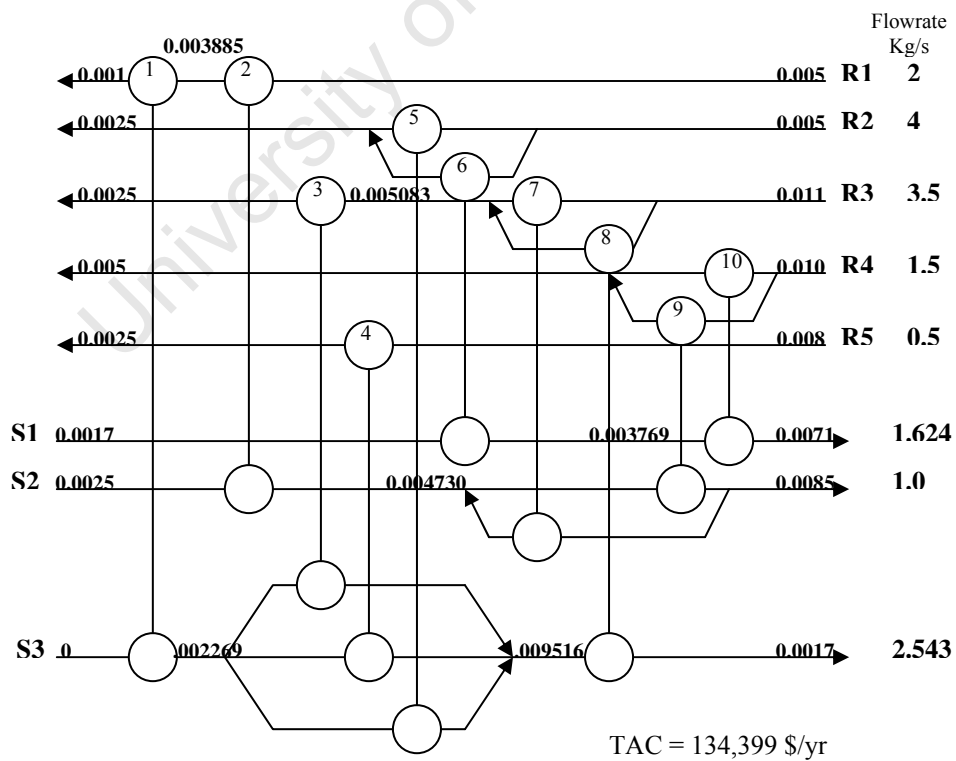 Flowrate
Kg/s
0.003885
0.001 1 2 0.005 R1 2
0.0025 5 0.005 R2 4
6
0.0025 3 0.005083 7 0.011 R3 3.5
8
0.005 10 0.010 R4 1.5
9
0.0025 4 0.008 R5 0.5
S1 0.0017 0.003769 0.0071 1.624
S2 0.0025 0.004730 0.0085 1.0
S3 0 .002269 .009516 0.0017 2.543
TAC = 134,399 $/yr
University of